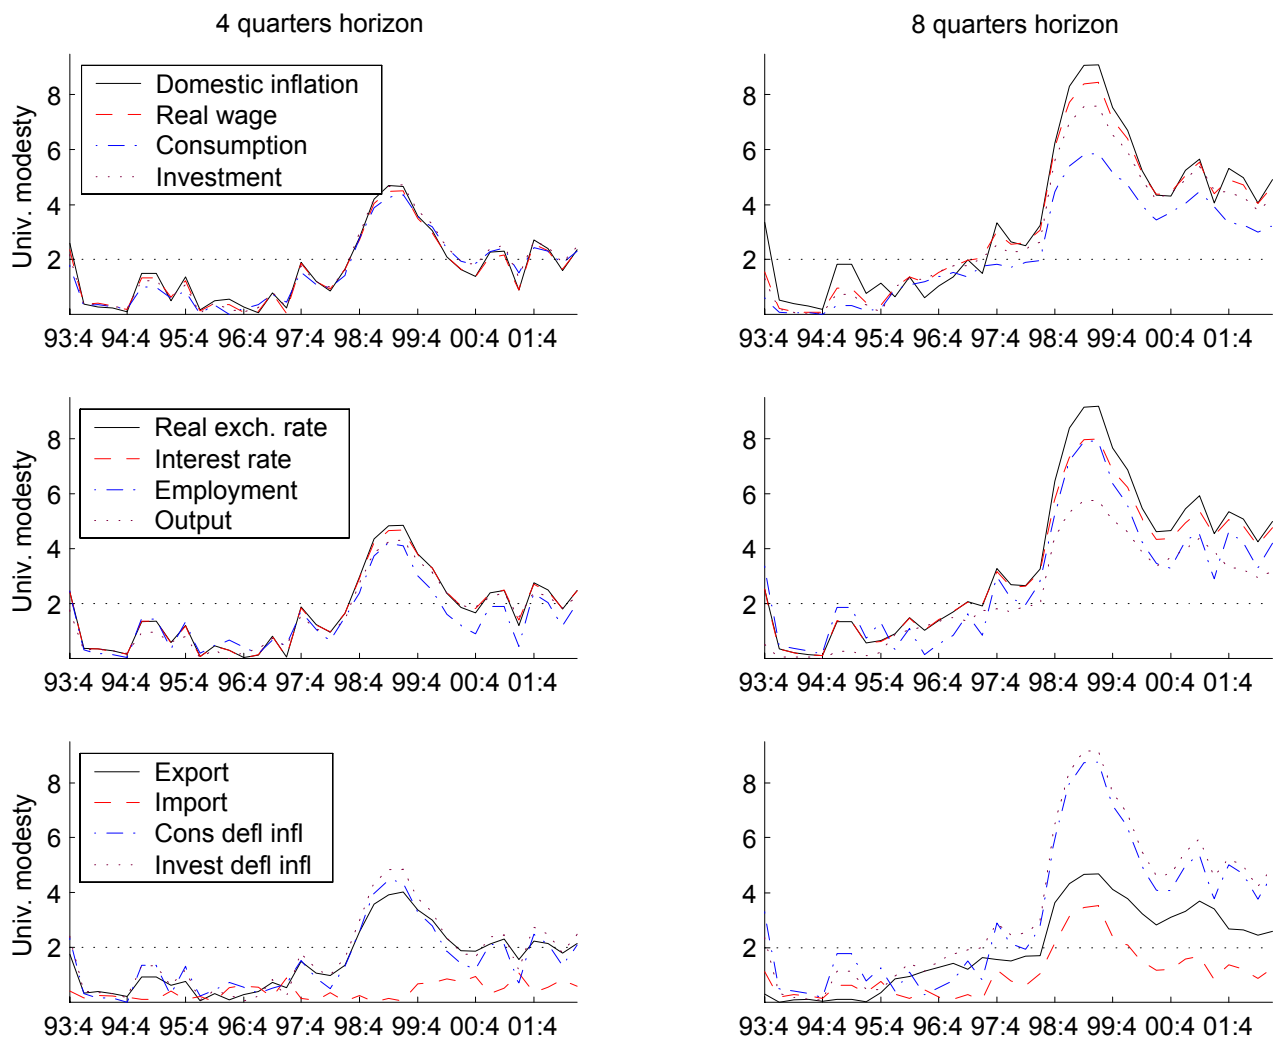 4 quarters horizon
8 quarters horizon
Univ. modesty
8
6
4
2
Domestic inflation
Real wage
Consumption
Investment
93:4 94:4 95:4 96:4 97:4 98:4 99:4 00:4 01:4
8
6
4
2
93:4 94:4 95:4 96:4 97:4 98:4 99:4 00:4 01:4
Univ. modesty
8
6
4
2
Real exch. rate
Interest rate
Employment
Output
93:4 94:4 95:4 96:4 97:4 98:4 99:4 00:4 01:4
8
6
4
2
93:4 94:4 95:4 96:4 97:4 98:4 99:4 00:4 01:4
Univ. modesty
8
6
4
2
Export
Import
Cons defl infl
Invest defl infl
93:4 94:4 95:4 96:4 97:4 98:4 99:4 00:4 01:4
8
6
4
2
93:4 94:4 95:4 96:4 97:4 98:4 99:4 00:4 01:4